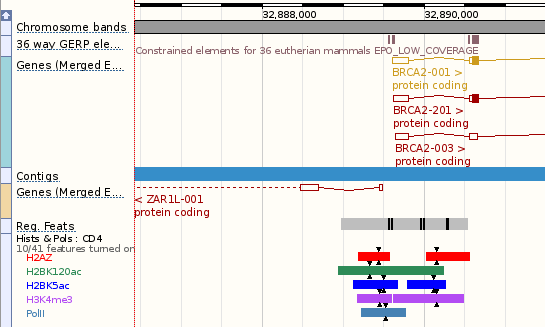 32,888,000 32,890,000
Chromosome bands
36 way GERP ele...
Constrained elements for 36 eutherian mammals EPO_LOW_COVERAGE
Genes (Merged E...
BRCA2-001 >
protein coding
BRCA2-201 >
protein coding
BRCA2-003 >
protein coding
Contigs
Genes (Merged E...
< ZAR1L-001
protein coding
Reg. Feats
Hists & Pols : CD4
10/41 features turned on
H2AZ
H2BK120ac
H2BK5ac
H3K4me3
PolII